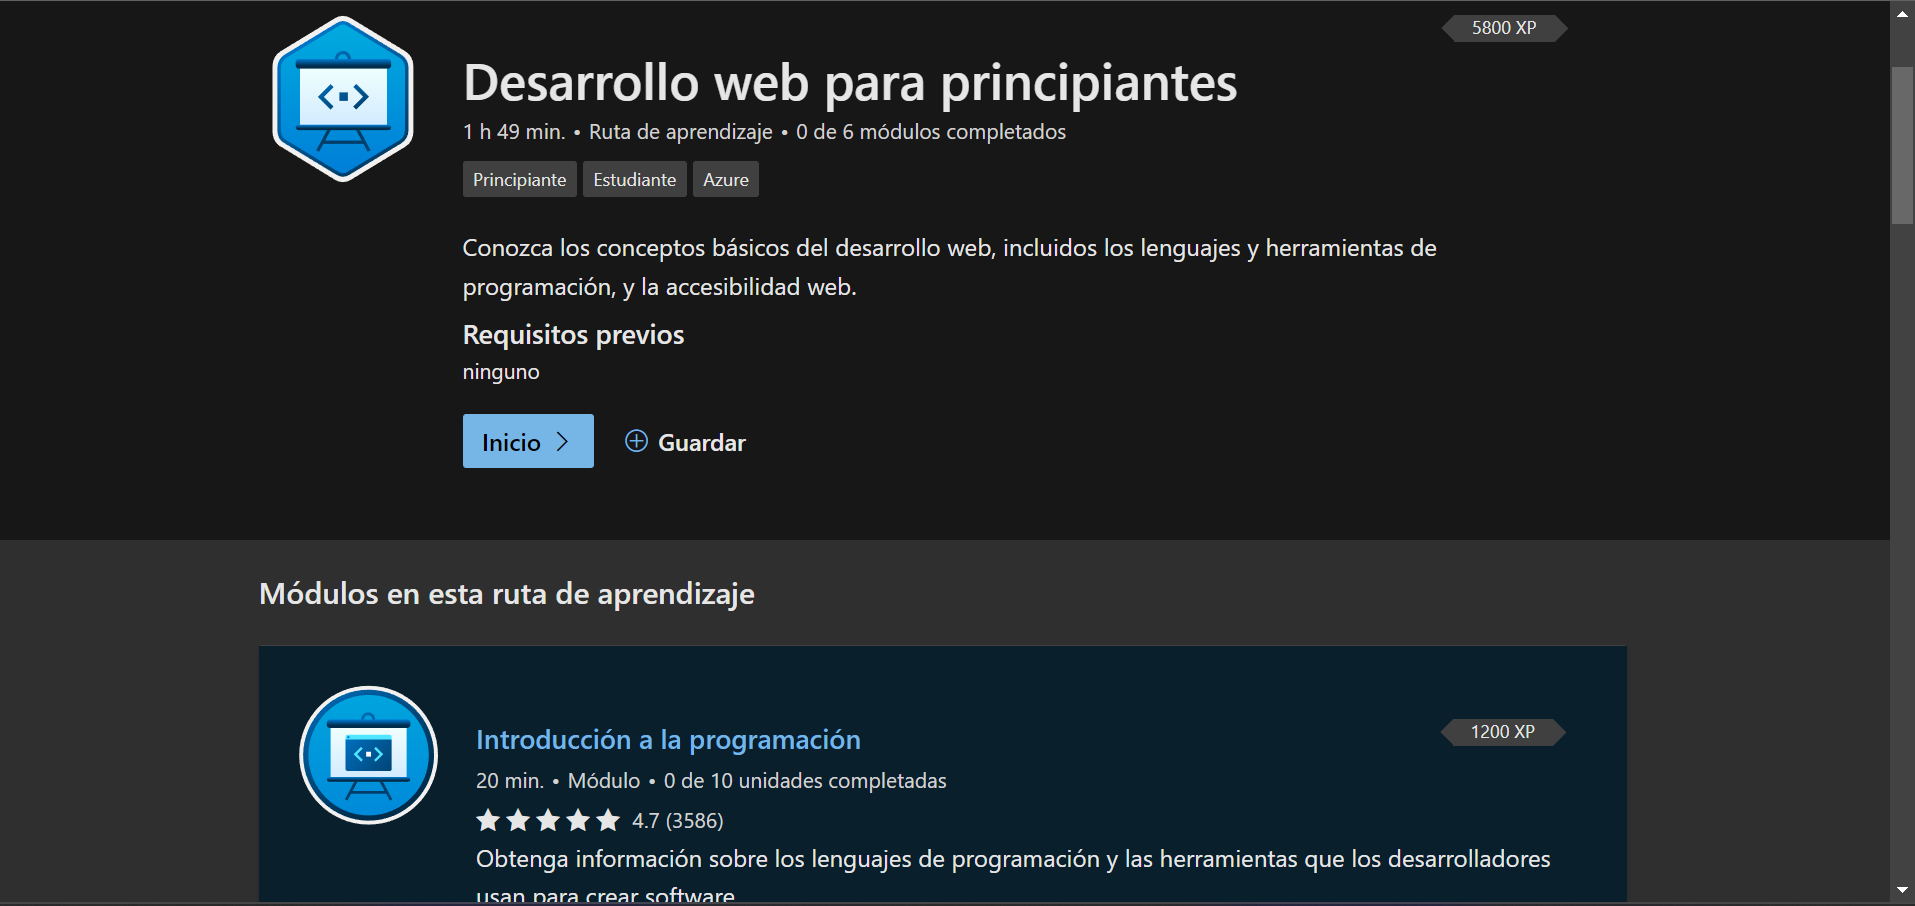 5800 XP
Desarrollo web para principiantes
1 h 49 min. • Ruta de aprendizaje • 0 de 6 módulos completados
Principiante Estudiante Azure
Conozca los conceptos básicos del desarrollo web, incluidos los lenguajes y herramientas de
programación, y la accesibilidad web.
Requisitos previos
ninguno
Inicio Guardar
Módulos en esta ruta de aprendizaje
Introducción a la programación
1200 XP
20 min. • Módulo • 0 de 10 unidades completadas
4.7 (3586)
Obtenga información sobre los lenguajes de programación y las herramientas que los desarrolladores
usan para crear software.